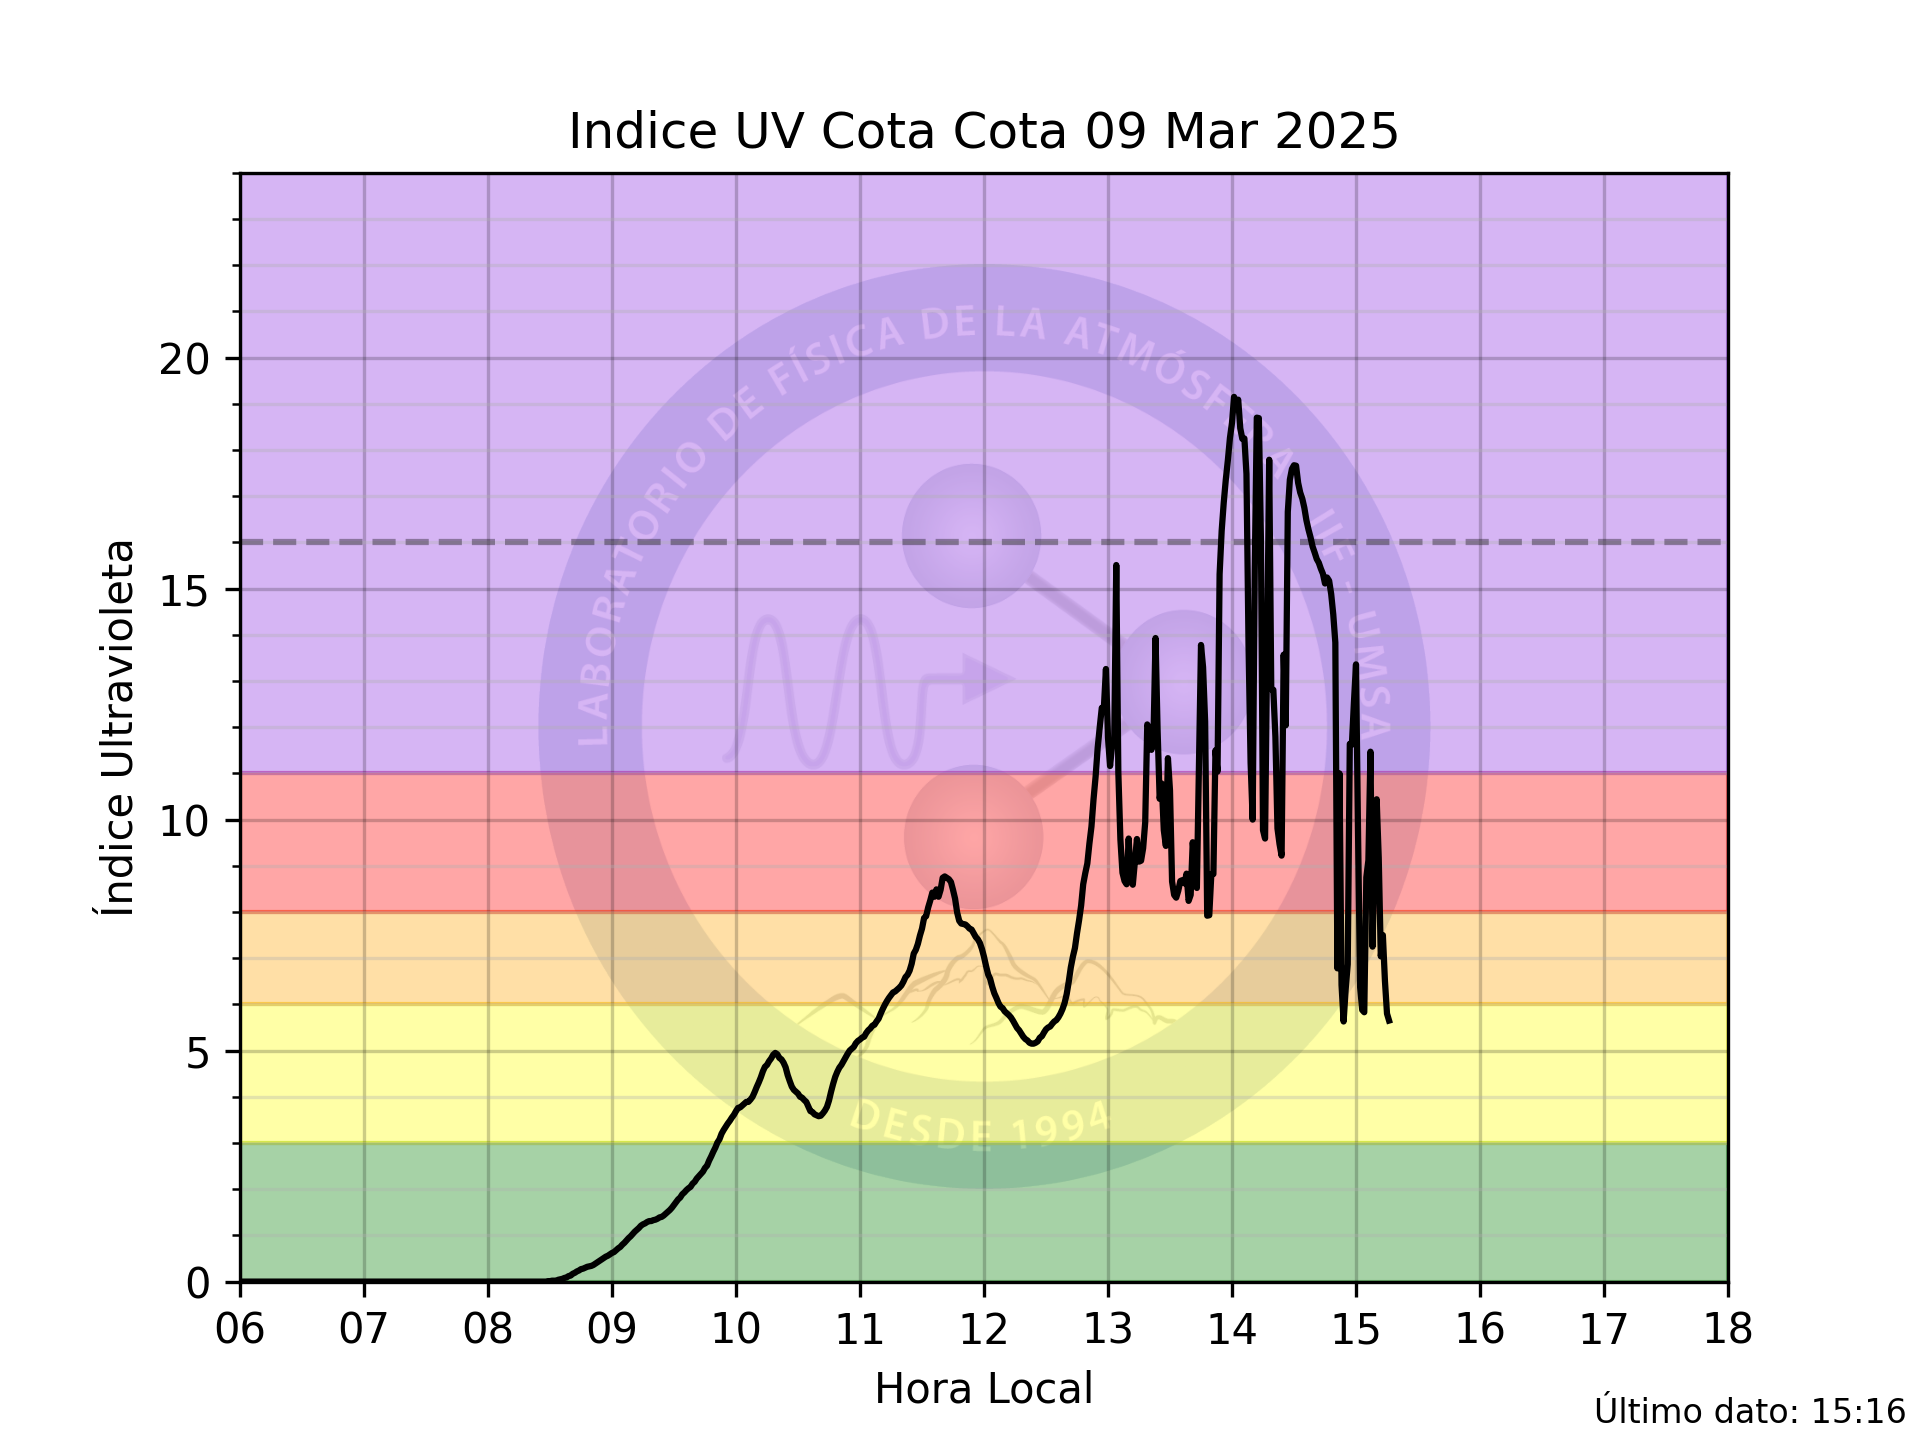 Indice UV Cota Cota 09 Mar 2025
Índice Ultravioleta
20
15
10
5
0
LABORATORIO DE FÍSICA DE LA ATMÓSFERA IIF - UMSA
DESDE 1994
06 07 08 09 10 11 12 13 14 15 16 17 18
Hora Local
Último dato: 15:16